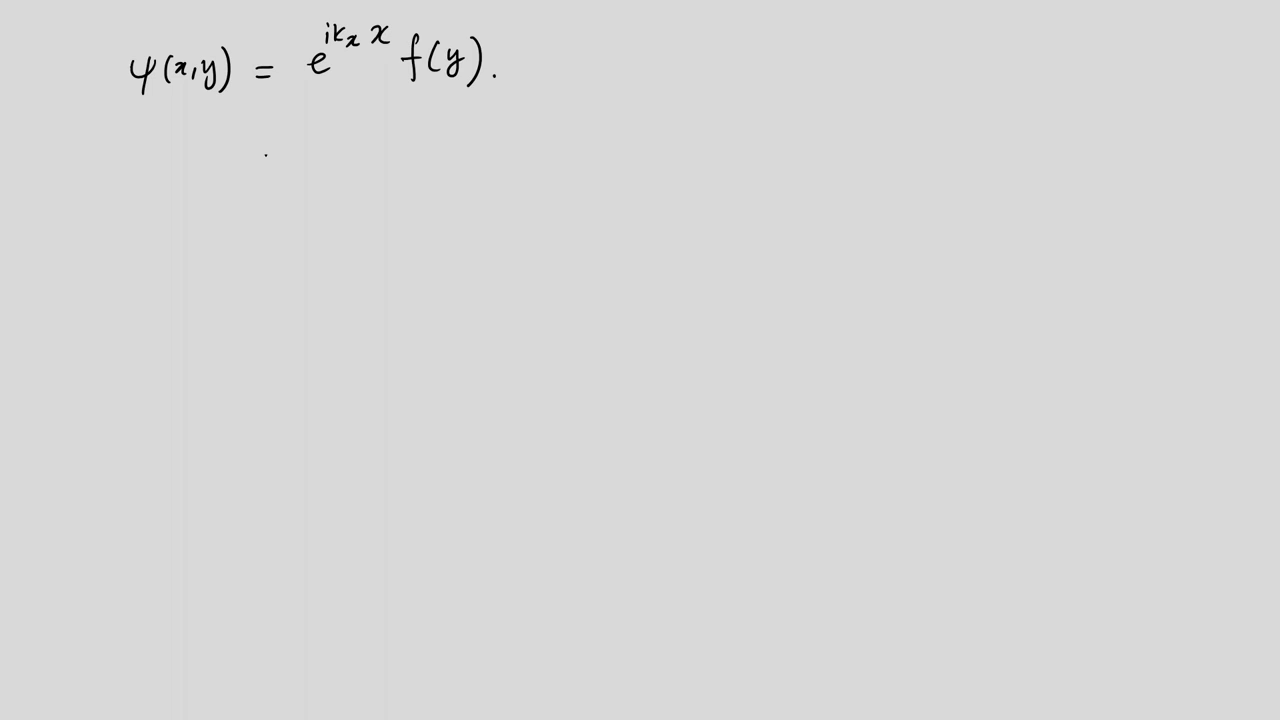 ψ(x,y) = e^{ik_x x} f(y).